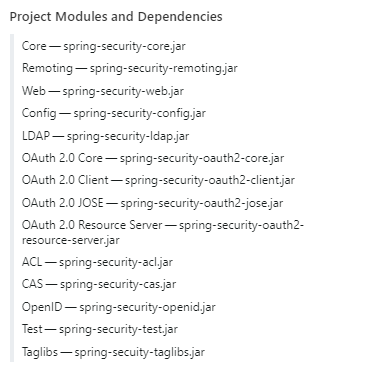 Project Modules and Dependencies
Core — spring-security-core.jar
Remoting — spring-security-remoting.jar
Web — spring-security-web.jar
Config — spring-security-config.jar
LDAP — spring-security-ldap.jar
OAuth 2.0 Core — spring-security-oauth2-core.jar
OAuth 2.0 Client — spring-security-oauth2-client.jar
OAuth 2.0 JOSE — spring-security-oauth2-jose.jar
OAuth 2.0 Resource Server — spring-security-oauth2-
resource-server.jar
ACL — spring-security-acl.jar
CAS — spring-security-cas.jar
OpenID — spring-security-openid.jar
Test — spring-security-test.jar
Taglibs — spring-secuity-taglibs.jar